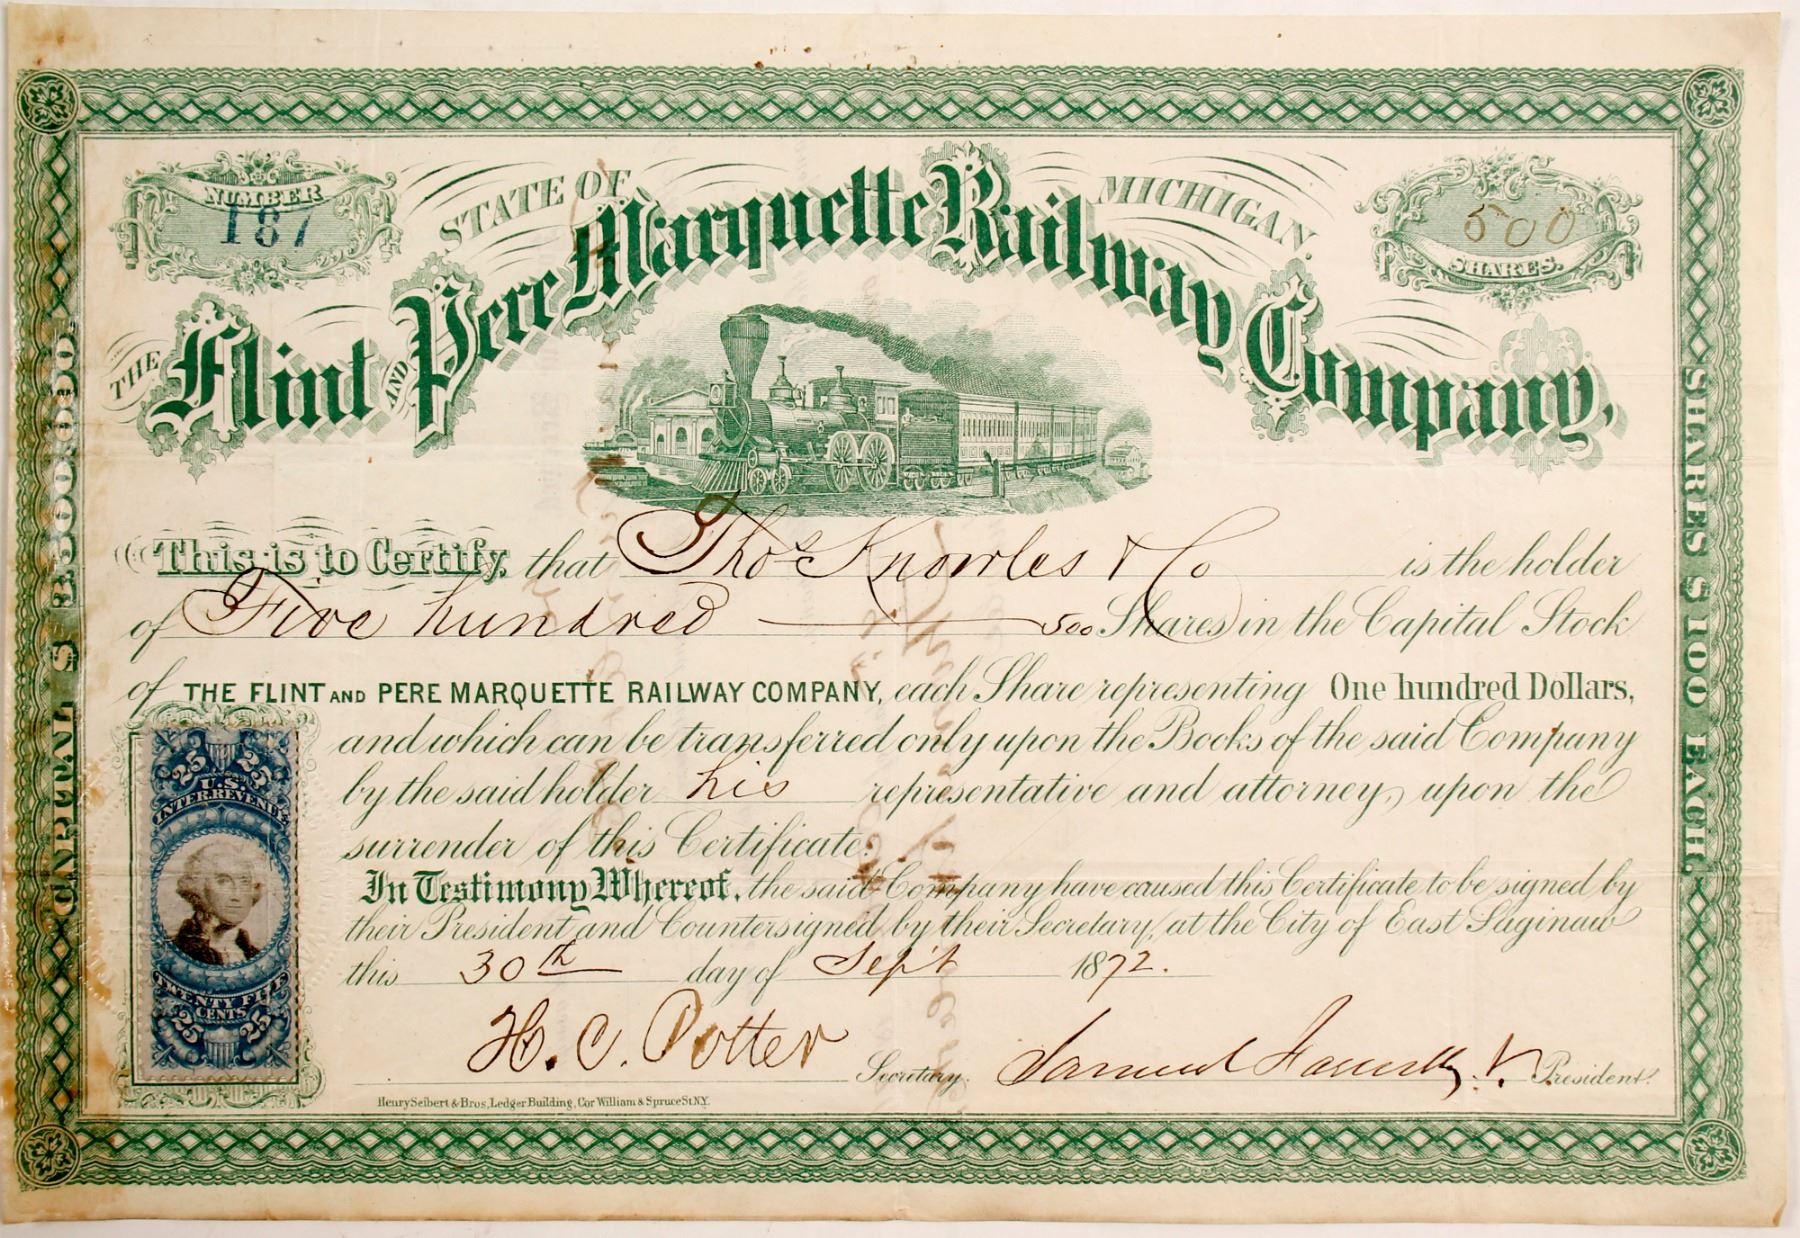 NUMBER
187
STATE OF MICHIGAN.
500
SHARES.
THE Flint AND Pere Marquette Railway Company,
This is to Certify, that Thos Knowles & Co is the holder
of Five hundred 500 Shares in the Capital Stock
of THE FLINT AND PERE MARQUETTE RAILWAY COMPANY, each Share representing One hundred Dollars,
and which can be transferred only upon the Books of the said Company
by the said holder his representative and attorney, upon the
surrender of this Certificate.
In Testimony Whereof, the said Company have caused this Certificate to be signed by
their President and Countersigned by their Secretary, at the City of East Saginaw
this 30th day of Sept 1872.
H. C. Potter Secretary. Samuel V. President.
Henry Seibert & Bros, Ledger Building, Cor William & Spruce St. N.Y.
25 25
U.S.
INTER. REVENUE
TWENTY FIVE
CENTS
25 25
CAPITAL $
SHARES $100 EACH.